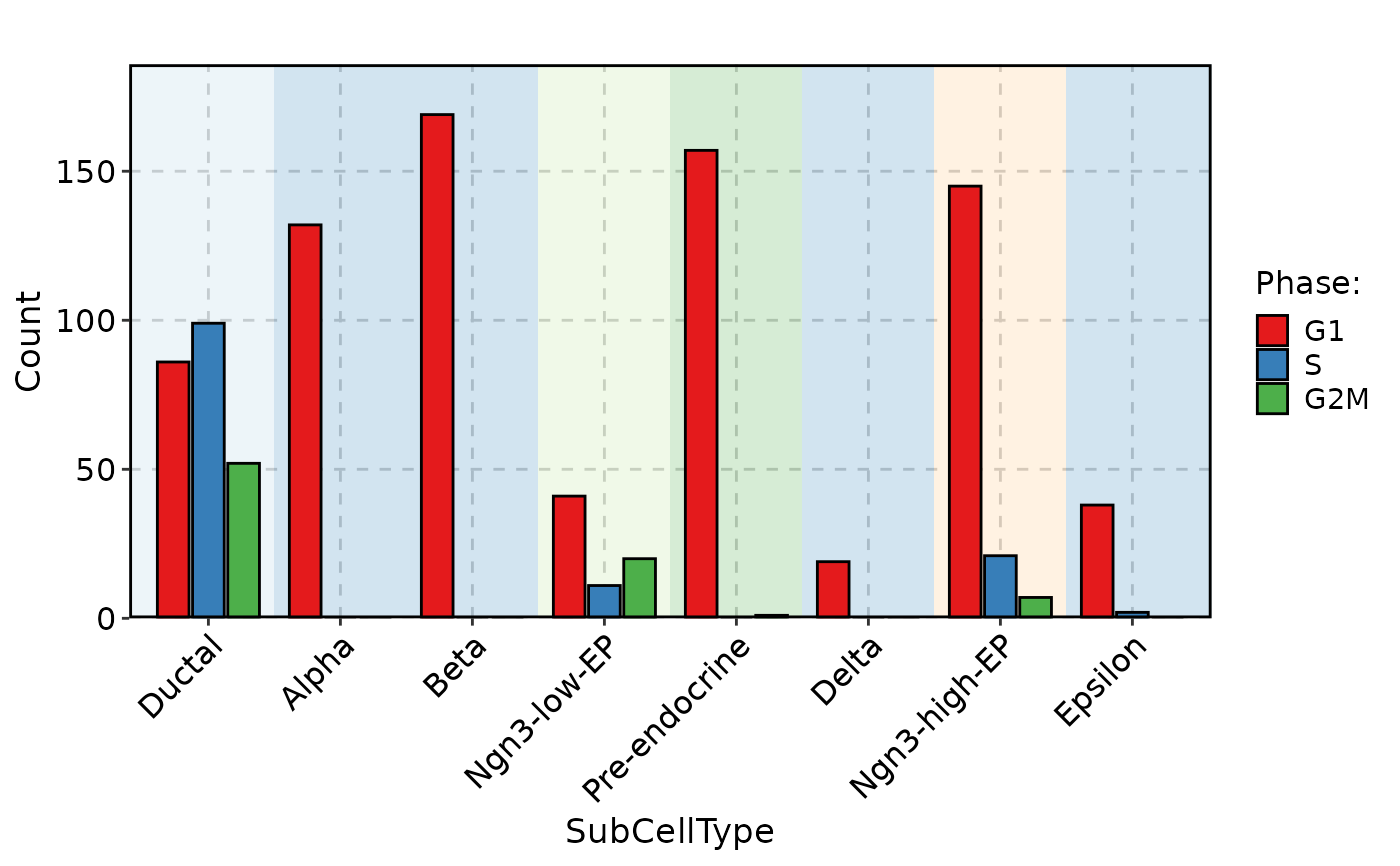 150
100
50
0
Count
Ductal
Alpha
Beta
Ngn3-low-EP
Pre-endocrine
Delta
Ngn3-high-EP
Epsilon
SubCellType
Phase:
G1
S
G2M